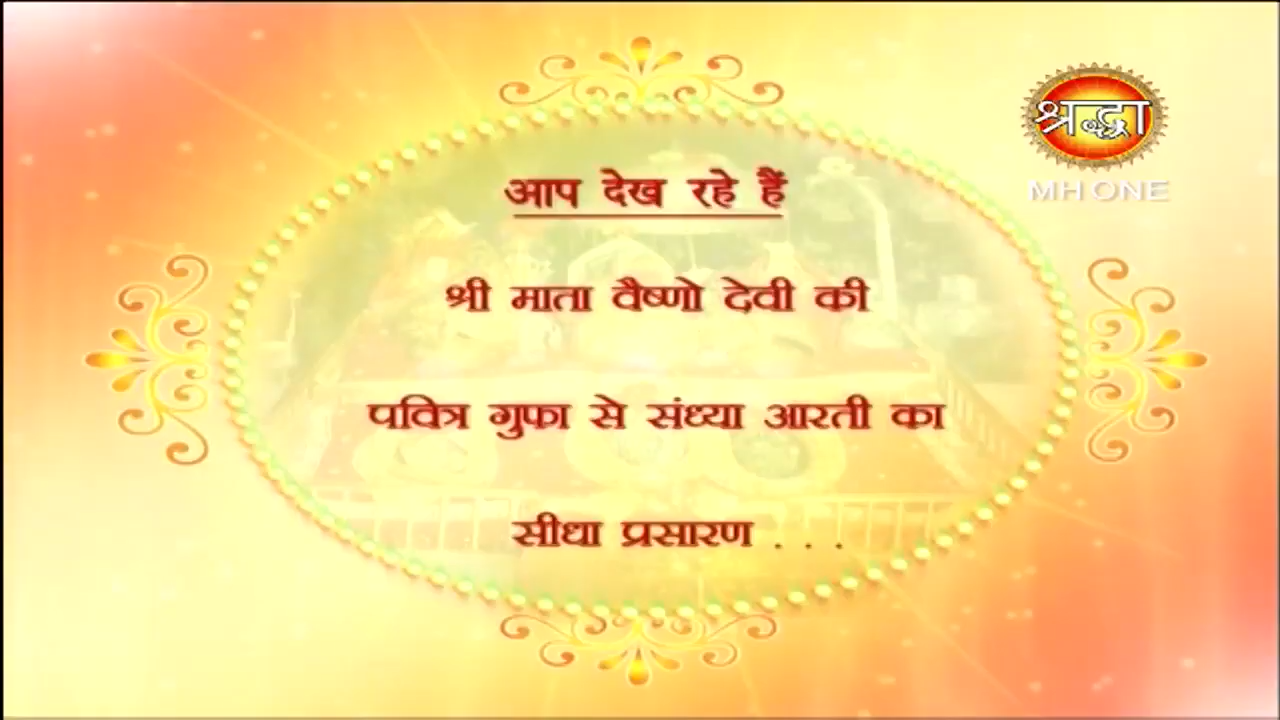 श्रद्धा
MH ONE
आप देख रहे हैं
श्री माता वैष्णो देवी की
पवित्र गुफा से संध्या आरती का
सीधा प्रसारण . . .